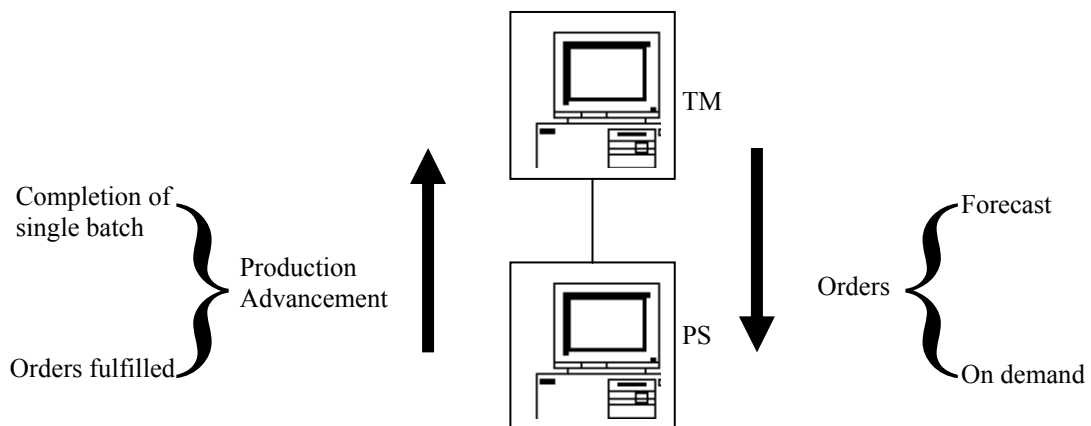 TM
Completion of
single batch
Forecast
Production
Advancement
Orders
PS
Orders fulfilled
On demand